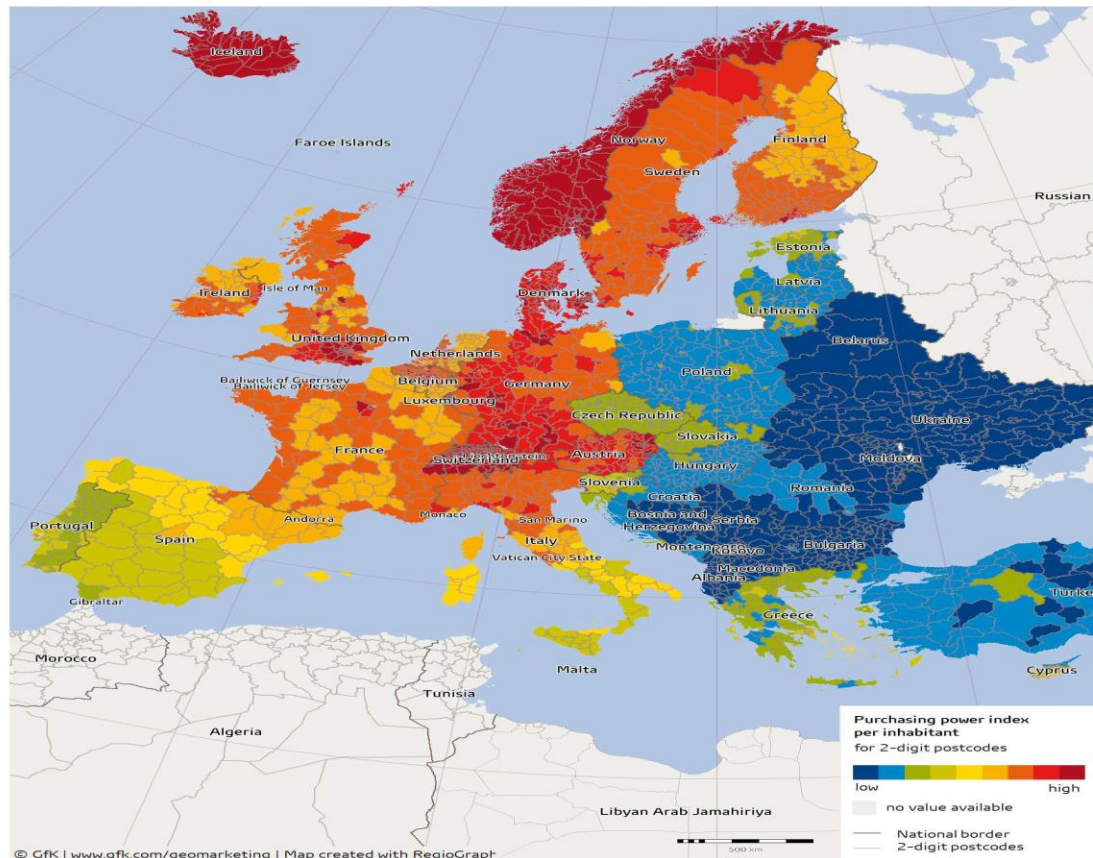 Iceland
Faroe Islands
Norway
Finland
Sweden
Russian
Estonia
Latvia
Lithuania
Isle of Man
Ireland
Denmark
United Kingdom
Belarus
Netherlands
Bailiwick of Guernsey
Bailiwick of Jersey
Belgium
Germany
Poland
Luxembourg
Czech Republic
Ukraine
Slovakia
France
Switzerland
Austria
Moldova
Hungary
Slovenia
Romania
Croatia
Andorra
Monaco
San Marino
Bosnia and
Herzegovina
Serbia
Portugal
Spain
Italy
Vatican City State
Kosovo
Bulgaria
Macedonia
Albania
Turke
Gibraltar
Greece
Morocco
Malta
Cyprus
Tunisia
Algeria
Libyan Arab Jamahiriya
Purchasing power index
per inhabitant
for 2-digit postcodes
low high
no value available
National border
2-digit postcodes
500 km
© GfK | www.gfk.com/geomarketing | Map created with RegioGraph